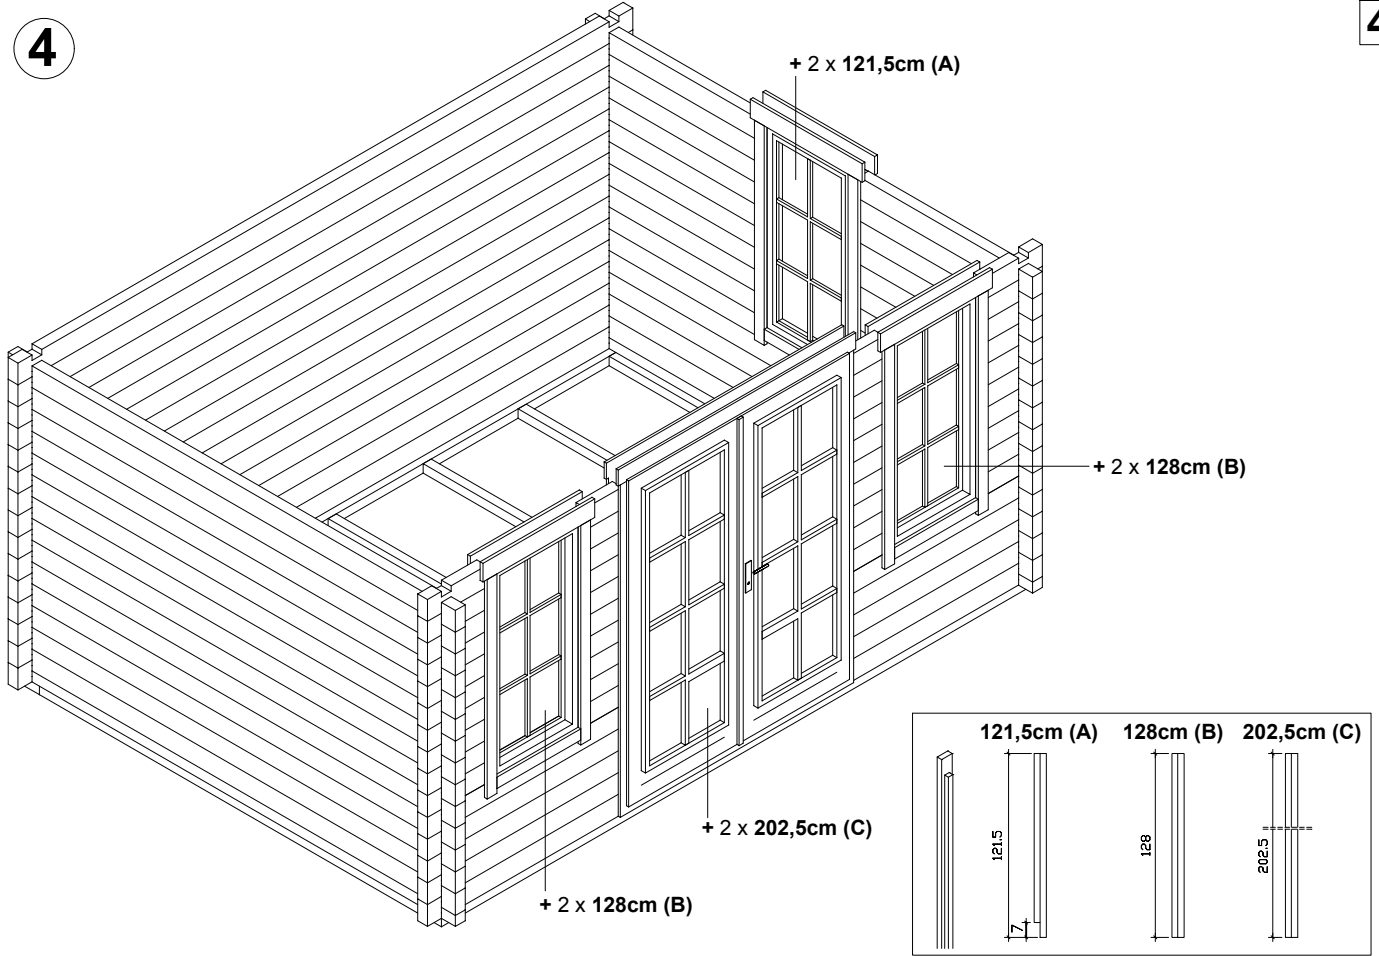 4
4
+ 2 x 121,5cm (A)
+ 2 x 128cm (B)
+ 2 x 202,5cm (C)
+ 2 x 128cm (B)
121,5cm (A) 128cm (B) 202,5cm (C)
121.5
7
128
202.5